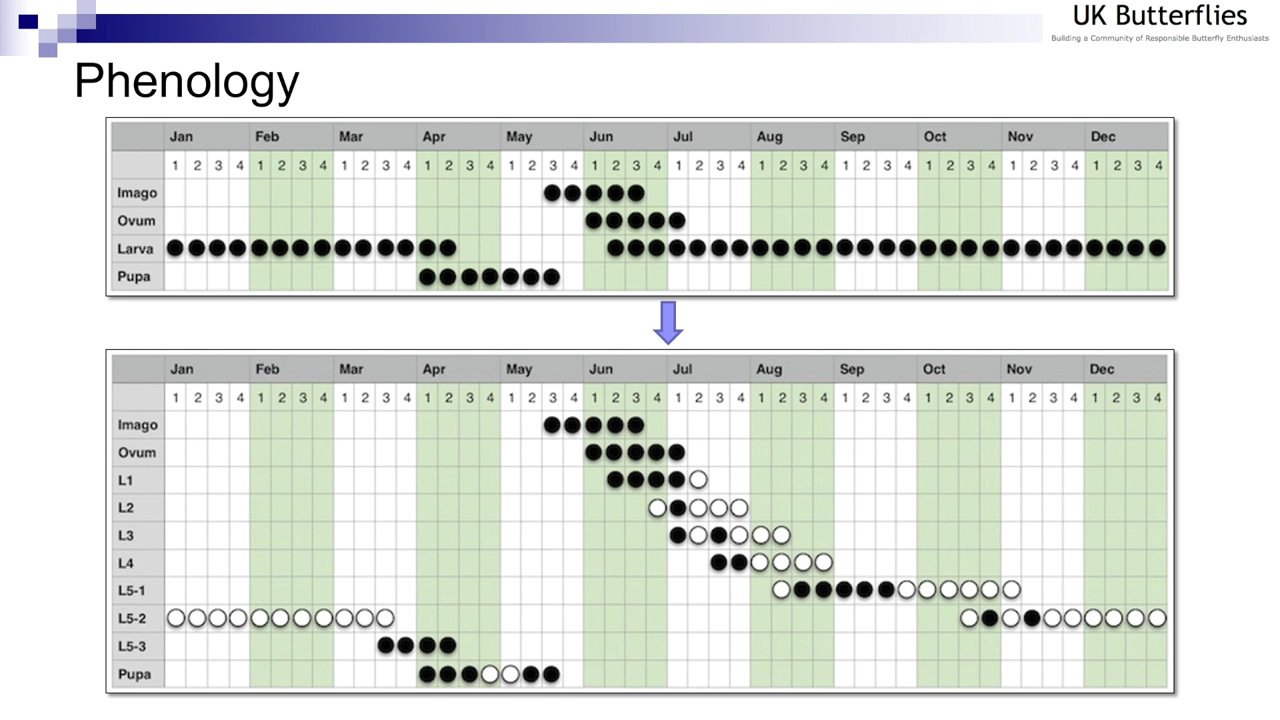 UK Butterflies
Building a Community of Responsible Butterfly Enthusiasts
Phenology
Jan Feb Mar Apr May Jun Jul Aug Sep Oct Nov Dec
1 2 3 4 1 2 3 4 1 2 3 4 1 2 3 4 1 2 3 4 1 2 3 4 1 2 3 4 1 2 3 4 1 2 3 4 1 2 3 4 1 2 3 4 1 2 3 4
Imago
Ovum
Larva
Pupa
Jan Feb Mar Apr May Jun Jul Aug Sep Oct Nov Dec
1 2 3 4 1 2 3 4 1 2 3 4 1 2 3 4 1 2 3 4 1 2 3 4 1 2 3 4 1 2 3 4 1 2 3 4 1 2 3 4 1 2 3 4 1 2 3 4
Imago
Ovum
L1
L2
L3
L4
L5-1
L5-2
L5-3
Pupa